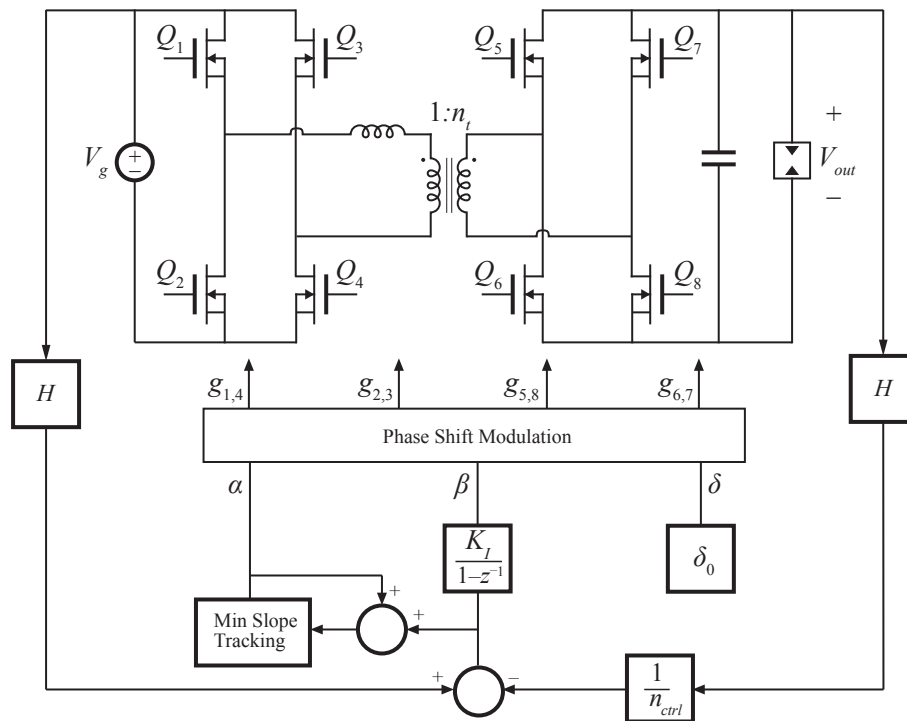 Q1
Q3
Q5
Q7
1:nt
+
Vg
+
−
Vout
−
Q2
Q4
Q6
Q8
H
g1,4
g2,3
g5,8
g6,7
H
Phase Shift Modulation
α
β
δ
KI
1−z−1
δ0
+
+
Min Slope
Tracking
+
−
1
nctrl